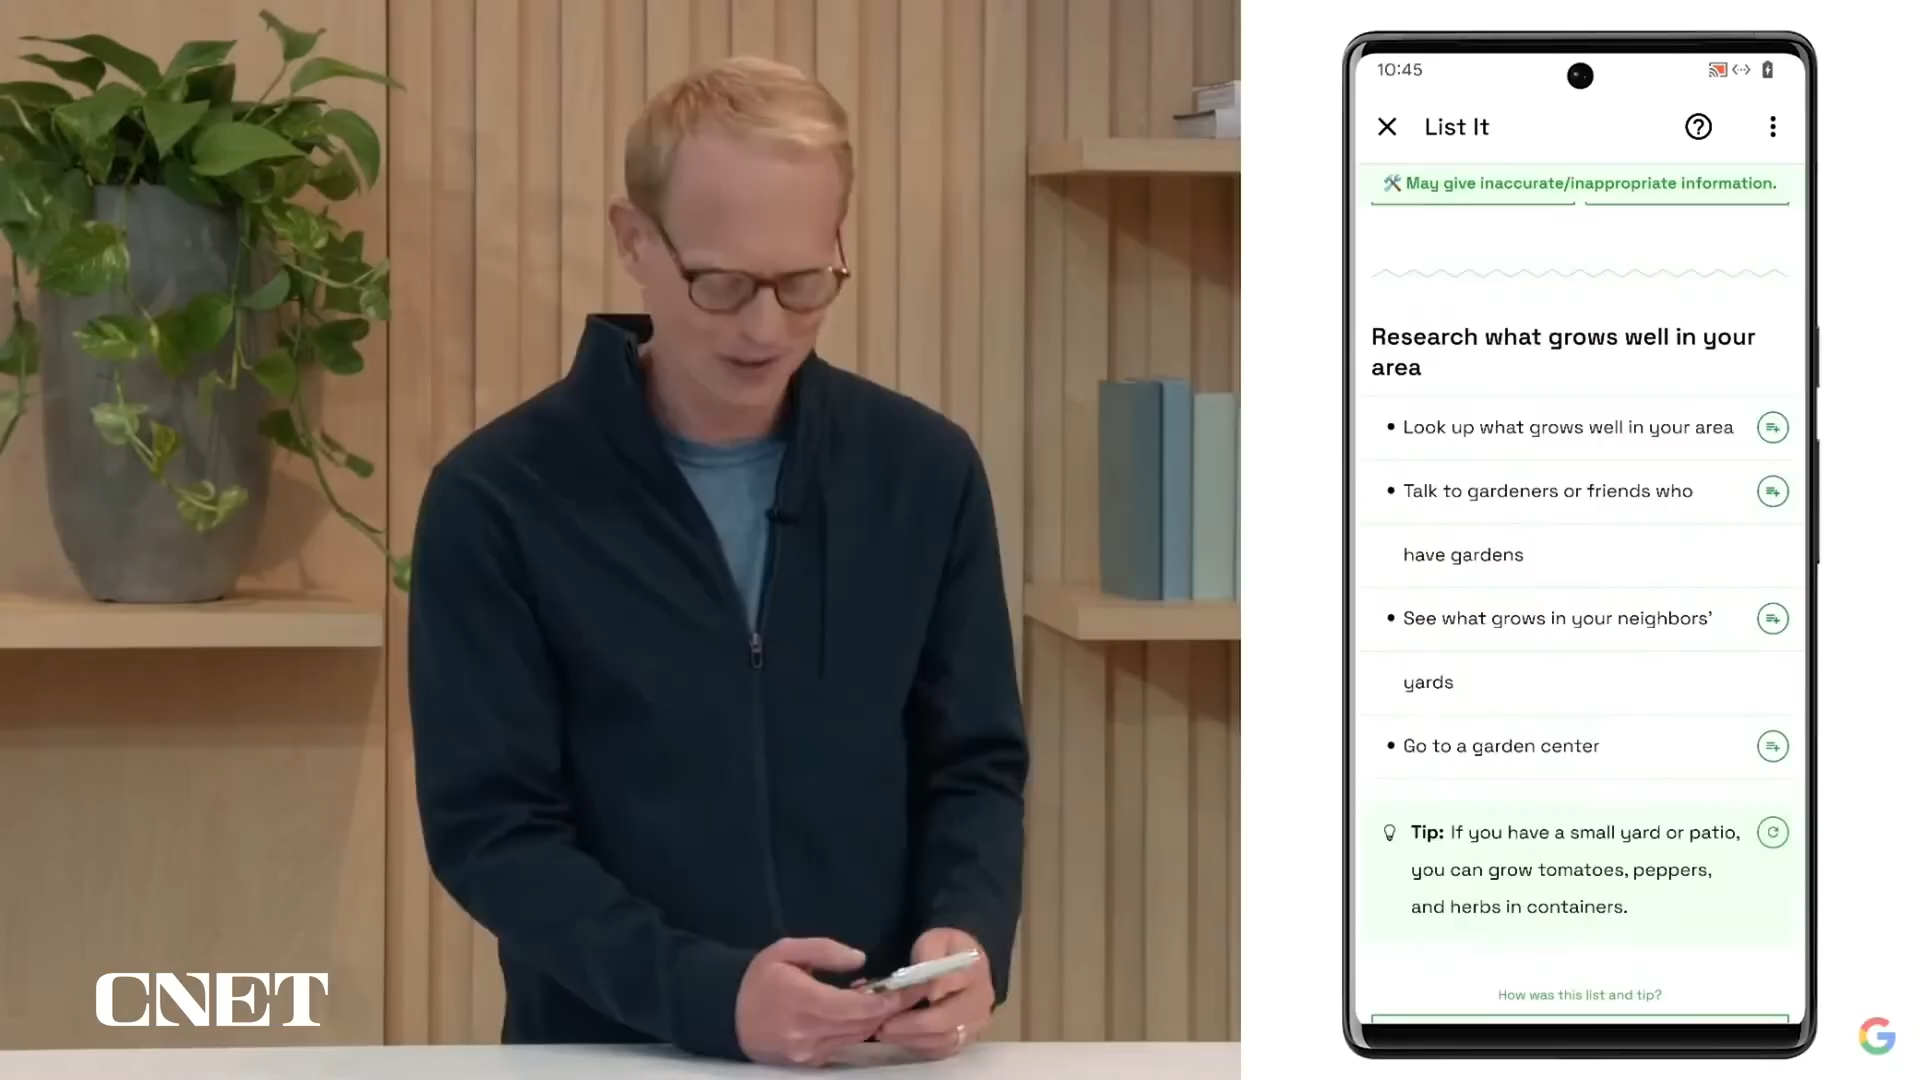 10:45
List It
May give inaccurate/inappropriate information.
Research what grows well in your
area
• Look up what grows well in your area
• Talk to gardeners or friends who
have gardens
• See what grows in your neighbors’
yards
• Go to a garden center
Tip: If you have a small yard or patio,
you can grow tomatoes, peppers,
and herbs in containers.
How was this list and tip?
CNET
G